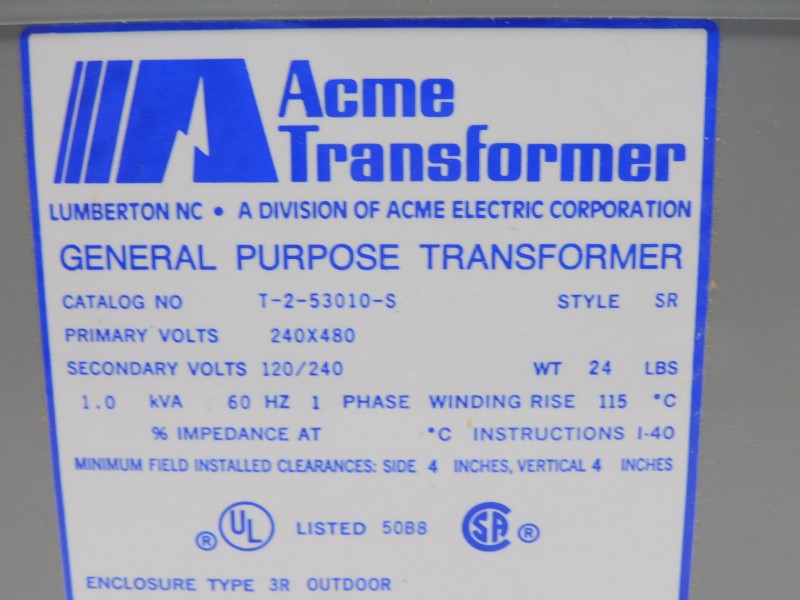 Acme
Transformer
LUMBERTON NC • A DIVISION OF ACME ELECTRIC CORPORATION
GENERAL PURPOSE TRANSFORMER
CATALOG NO T-2-53010-S STYLE SR
PRIMARY VOLTS 240X480
SECONDARY VOLTS 120/240 WT 24 LBS
1.0 kVA 60 HZ 1 PHASE WINDING RISE 115 °C
% IMPEDANCE AT °C INSTRUCTIONS I-40
MINIMUM FIELD INSTALLED CLEARANCES: SIDE 4 INCHES, VERTICAL 4 INCHES
® UL LISTED 50B8 SA ®
ENCLOSURE TYPE 3R OUTDOOR